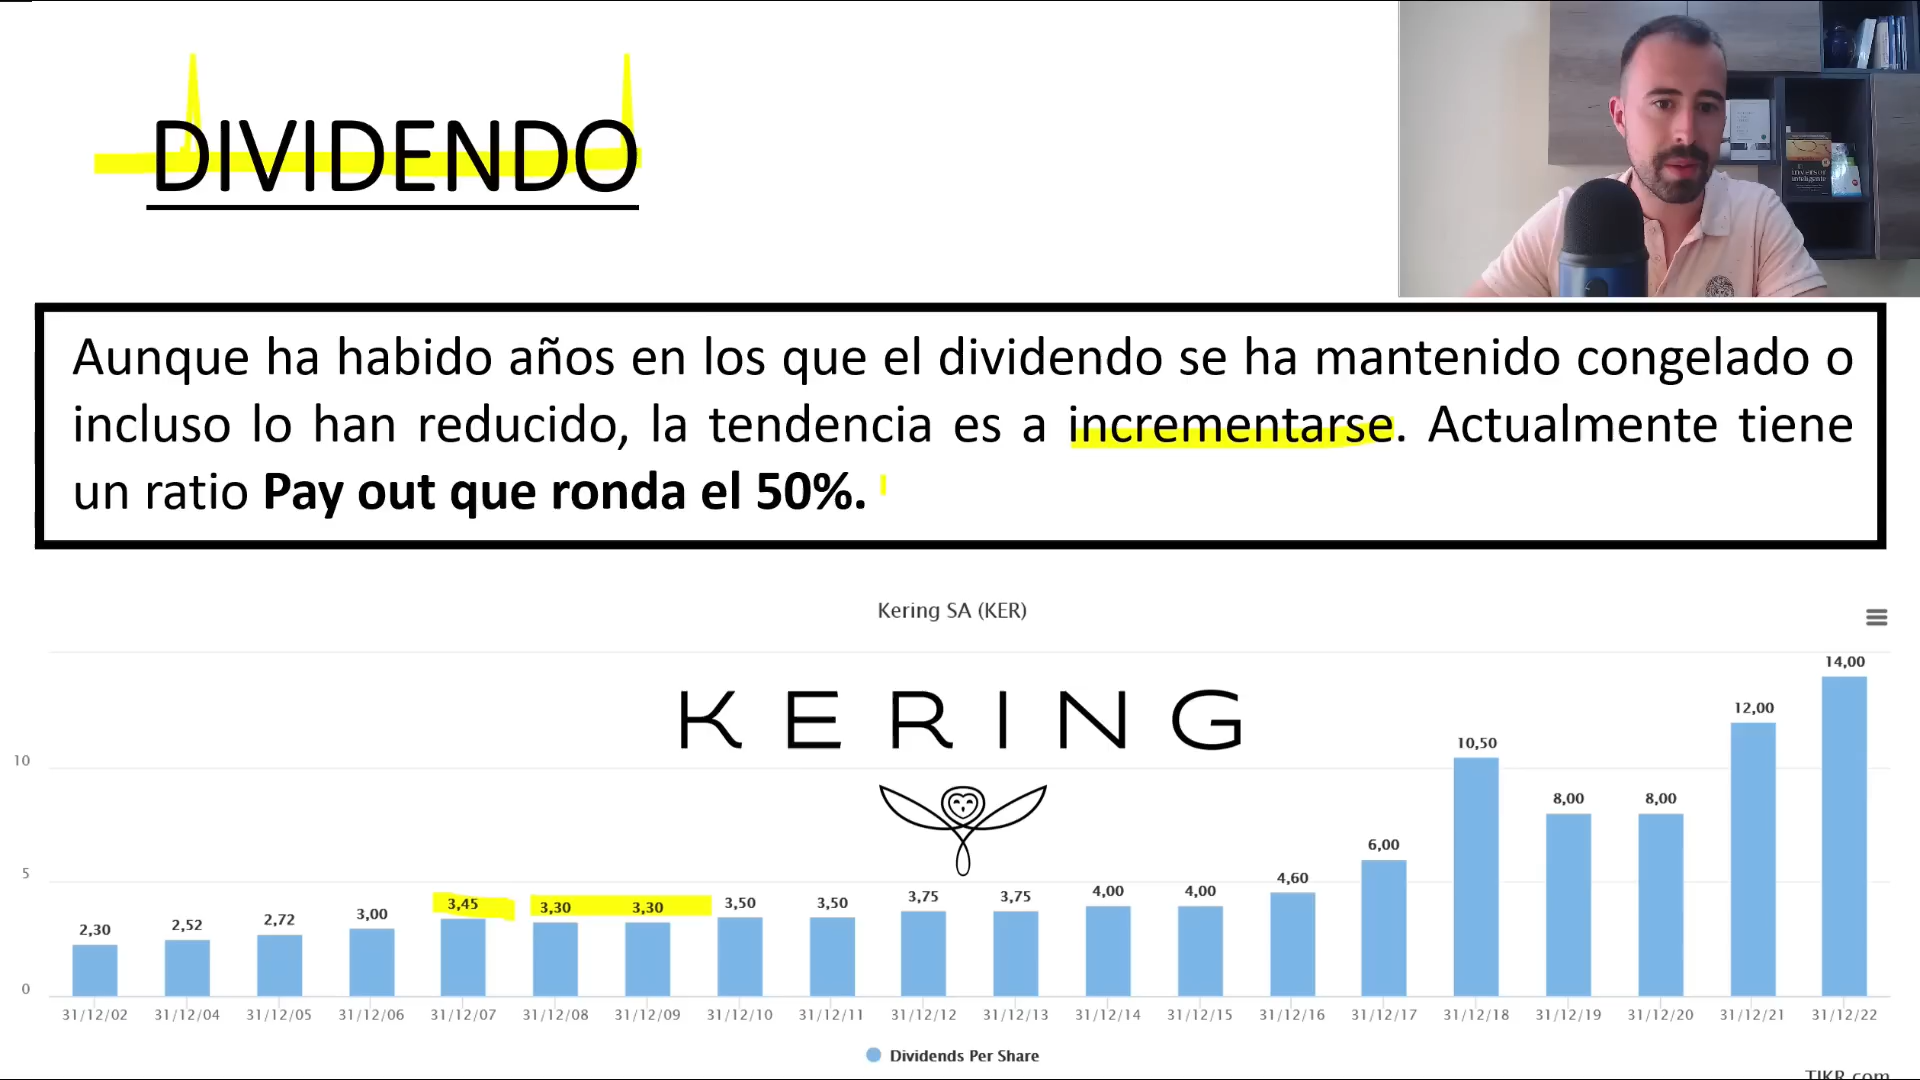 DIVIDENDO
Aunque ha habido años en los que el dividendo se ha mantenido congelado o
incluso lo han reducido, la tendencia es a incrementarse. Actualmente tiene
un ratio Pay out que ronda el 50%.
Kering SA (KER)
KERING
14,00
12,00
10,50
10
8,00 8,00
6,00
5
4,60
2,30 2,52 2,72 3,00 3,45 3,30 3,30 3,50 3,50 3,75 3,75 4,00 4,00
0
31/12/02 31/12/04 31/12/05 31/12/06 31/12/07 31/12/08 31/12/09 31/12/10 31/12/11 31/12/12 31/12/13 31/12/14 31/12/15 31/12/16 31/12/17 31/12/18 31/12/19 31/12/20 31/12/21 31/12/22
Dividends Per Share
TIKR.com
inversor
inteligente